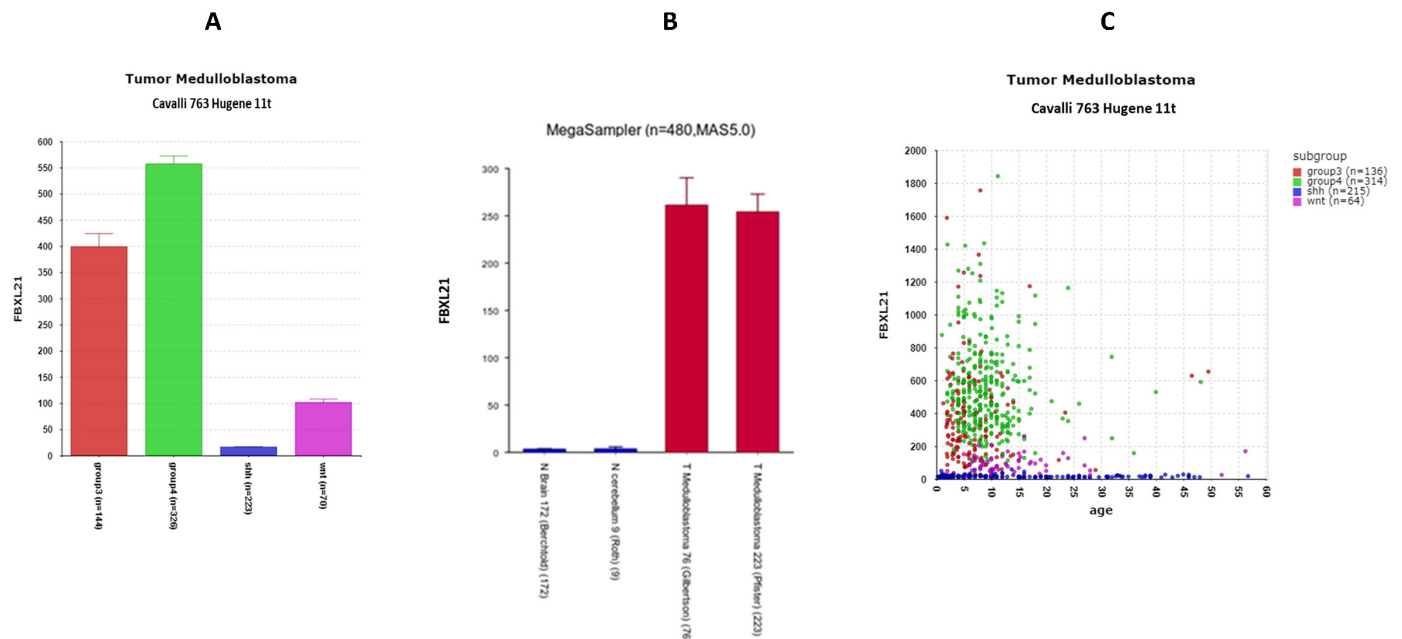 A
Tumor Medulloblastoma
Cavalli 763 Hugene 11t
600
550
500
450
400
350
300
250
200
150
100
50
0
FBXL21
group3 (n=144)
group4 (n=326)
shh (n=223)
wnt (n=70)
B
MegaSampler (n=480,MAS5.0)
300
250
200
150
100
50
0
FBXL21
N Brain 172 (Berchtold) (172)
N cerebellum 9 (Roth) (9)
T Medulloblastoma 76 (Gilbertson) (76
T Medulloblastoma 223 (Pfister) (223)
C
Tumor Medulloblastoma
Cavalli 763 Hugene 11t
2000
1800
1600
1400
1200
1000
800
600
400
200
0
FBXL21
0
5
10
15
20
25
30
35
40
45
50
55
60
age
subgroup
group3 (n=136)
group4 (n=314)
shh (n=215)
wnt (n=64)